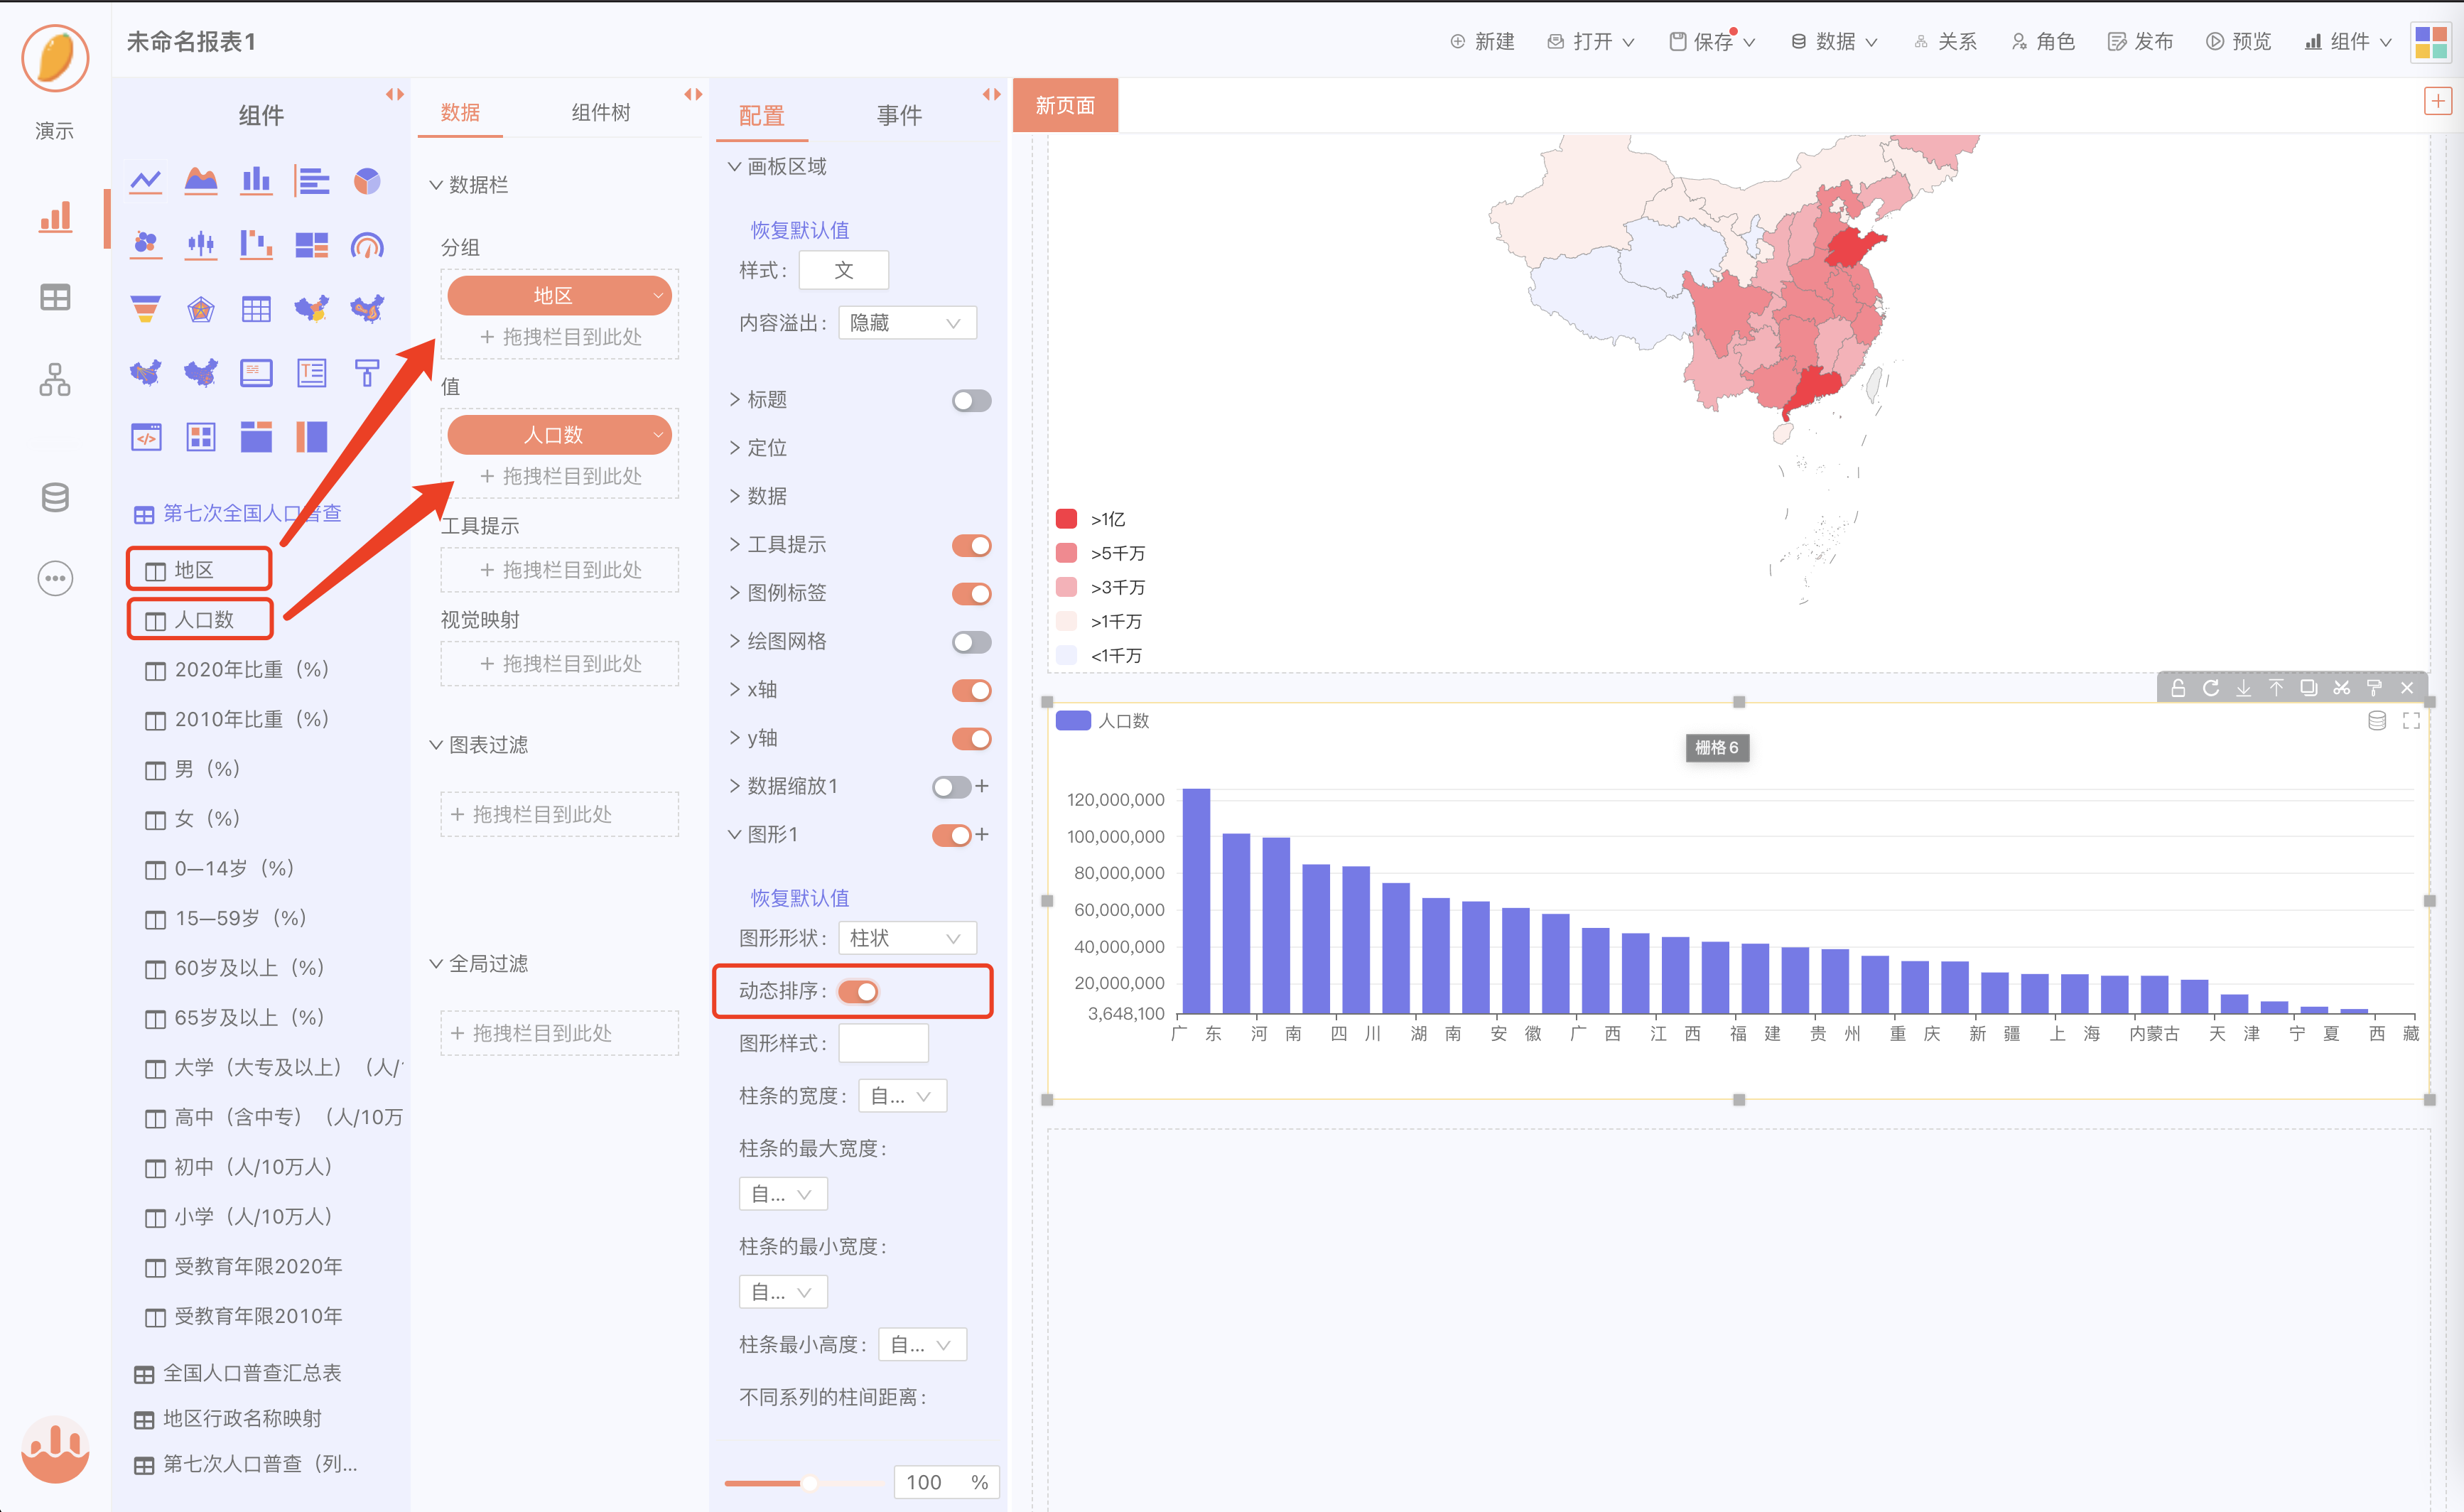 未命名报表1
新建
打开
保存
数据
关系
角色
发布
预览
组件
演示
组件
第七次全国人口普查
地区
人口数
2020年比重（%）
2010年比重（%）
男（%）
女（%）
0—14岁（%）
15—59岁（%）
60岁及以上（%）
65岁及以上（%）
大学（大专及以上）（人/
高中（含中专）（人/10万
初中（人/10万人）
小学（人/10万人）
受教育年限2020年
受教育年限2010年
全国人口普查汇总表
地区行政名称映射
第七次人口普查（列...
数据
组件树
数据栏
分组
地区
+ 拖拽栏目到此处
值
人口数
+ 拖拽栏目到此处
工具提示
+ 拖拽栏目到此处
视觉映射
+ 拖拽栏目到此处
图表过滤
+ 拖拽栏目到此处
全局过滤
+ 拖拽栏目到此处
配置
事件
画板区域
恢复默认值
样式：
文
内容溢出：
隐藏
标题
定位
数据
工具提示
图例标签
绘图网格
x轴
y轴
数据缩放1
图形1
恢复默认值
图形形状：
柱状
动态排序：
图形样式：
柱条的宽度：
自...
柱条的最大宽度：
自...
柱条的最小宽度：
自...
柱条最小高度：
自...
不同系列的柱间距离：
100 %
新页面
>1亿
>5千万
>3千万
>1千万
<1千万
人口数
栅格 6
120,000,000
100,000,000
80,000,000
60,000,000
40,000,000
20,000,000
3,648,100
广东 河南 四川 湖南 安徽 广西 江西 福建 贵州 重庆 新疆 上海 内蒙古 天津 宁夏 西藏